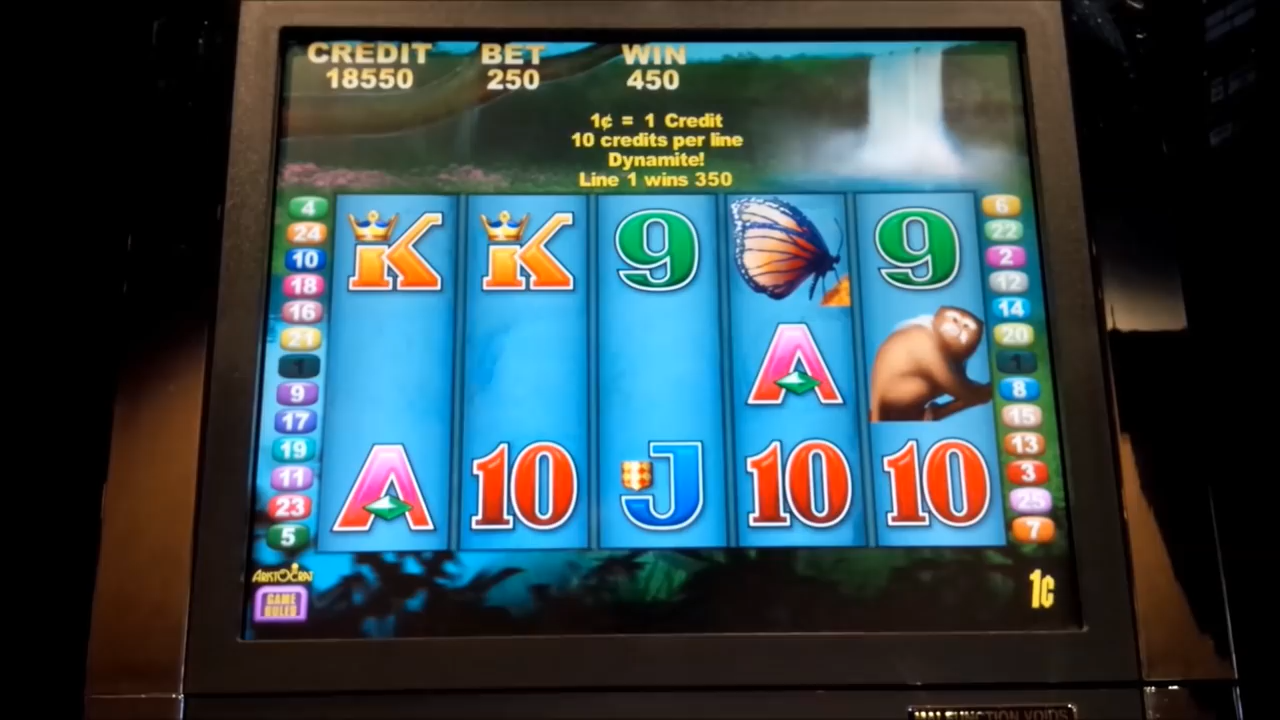 CREDIT BET WIN
18550 250 450
1¢ = 1 Credit
10 credits per line
Dynamite!
Line 1 wins 350
4 K K 9 9 6
24 22
10 2
18 12
16 14
21 A 20
1 1
9 8
17 15
19 A 10 J 10 10 13
11 3
23 25
5 7
ARISTOCRAT
GAME
RULES
1¢
MALFUNCTION VOIDS